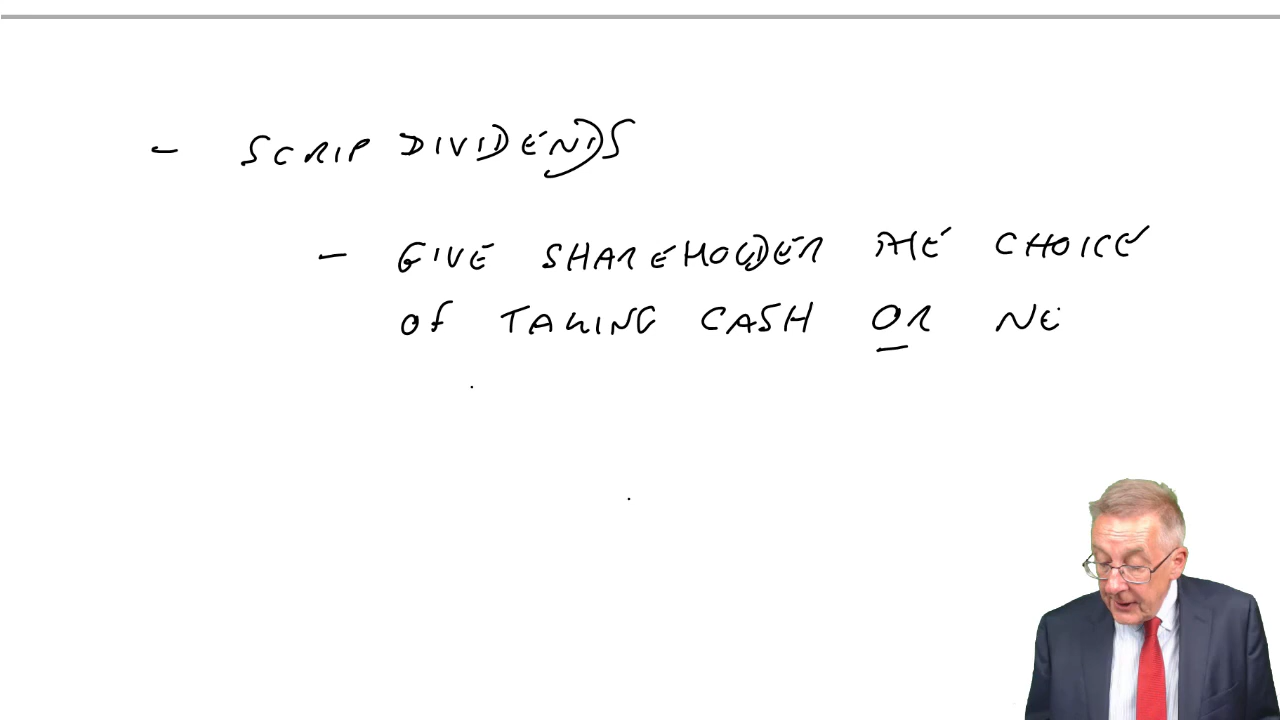 - SCRIP DIVIDENDS
- GIVE SHAREHOLDER THE CHOICE
OF TAKING CASH OR NE